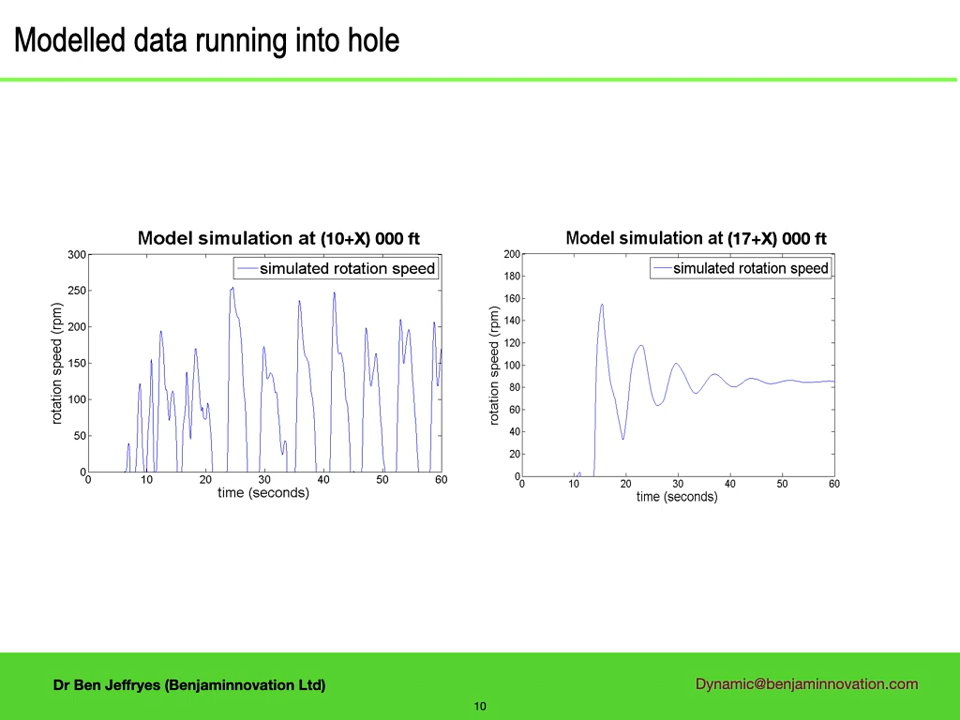 Modelled data running into hole
Model simulation at (10+X) 000 ft
300
250
200
150
100
50
0
rotation speed (rpm)
simulated rotation speed
0 10 20 30 40 50 60
time (seconds)
Model simulation at (17+X) 000 ft
200
180
160
140
120
100
80
60
40
20
0
rotation speed (rpm)
simulated rotation speed
0 10 20 30 40 50 60
time (seconds)
Dr Ben Jeffryes (Benjaminnovation Ltd)
Dynamic@benjaminnovation.com
10